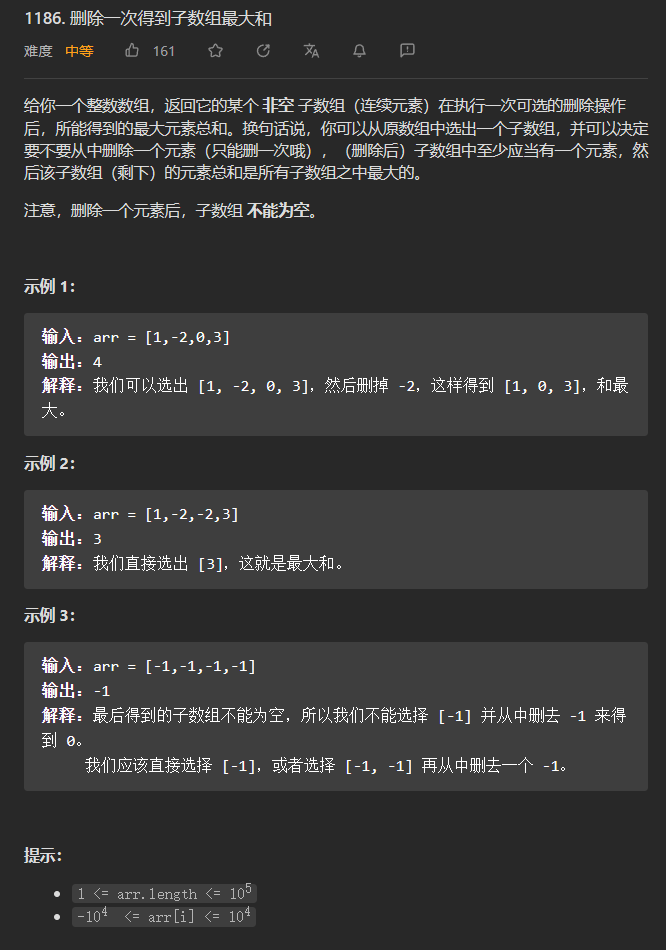 1186. 删除一次得到子数组最大和
难度 中等 161
给你一个整数数组，返回它的某个 非空 子数组（连续元素）在执行一次可选的删除操作
后，所能得到的最大元素总和。换句话说，你可以从原数组中选出一个子数组，并可以决定
要不要从中删除一个元素（只能删一次哦），（删除后）子数组中至少应当有一个元素，然
后该子数组（剩下）的元素总和是所有子数组之中最大的。
注意，删除一个元素后，子数组 不能为空。
示例 1：
输入：arr = [1,-2,0,3]
输出：4
解释：我们可以选出 [1, -2, 0, 3]，然后删掉 -2，这样得到 [1, 0, 3]，和最
大。
示例 2：
输入：arr = [1,-2,-2,3]
输出：3
解释：我们直接选出 [3]，这就是最大和。
示例 3：
输入：arr = [-1,-1,-1,-1]
输出：-1
解释：最后得到的子数组不能为空，所以我们不能选择 [-1] 并从中删去 -1 来得
到 0。
我们应该直接选择 [-1]，或者选择 [-1, -1] 再从中删去一个 -1。
提示：
1 <= arr.length <= 10^5
-10^4 <= arr[i] <= 10^4